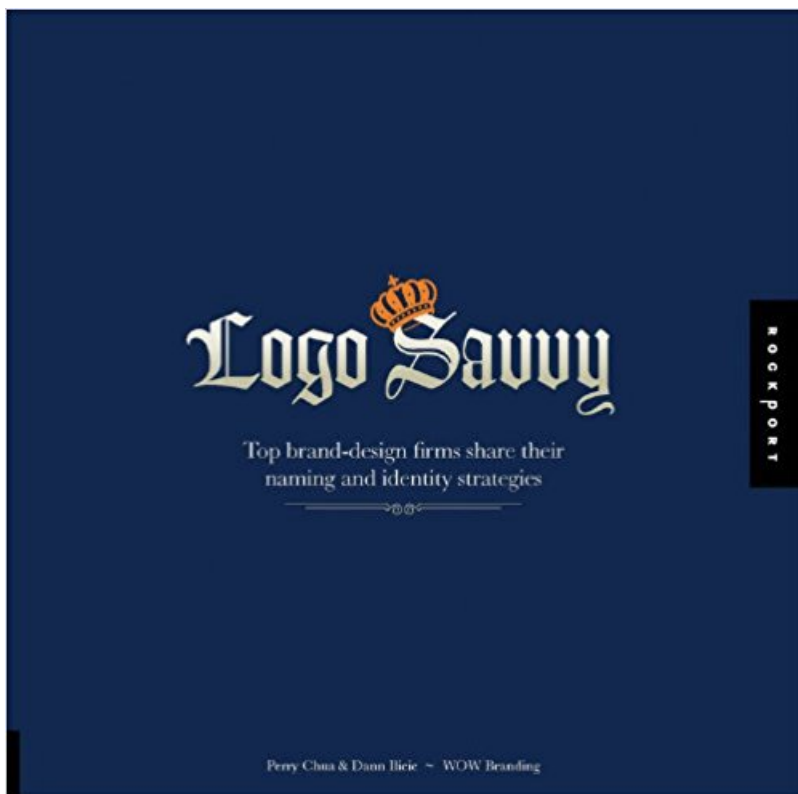 Logo Savvy
Top brand-design firms share their
naming and identity strategies
ROCKPORT
Perry Chua & Dann Ilicic ~ WOW Branding